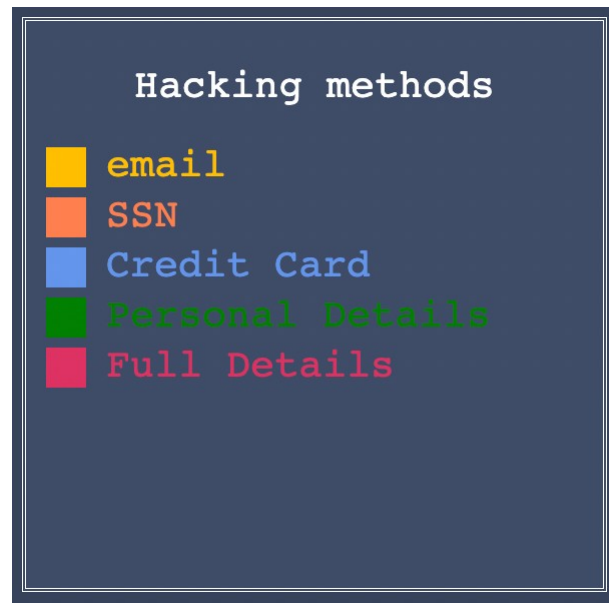 Hacking methods
email
SSN
Credit Card
Personal Details
Full Details